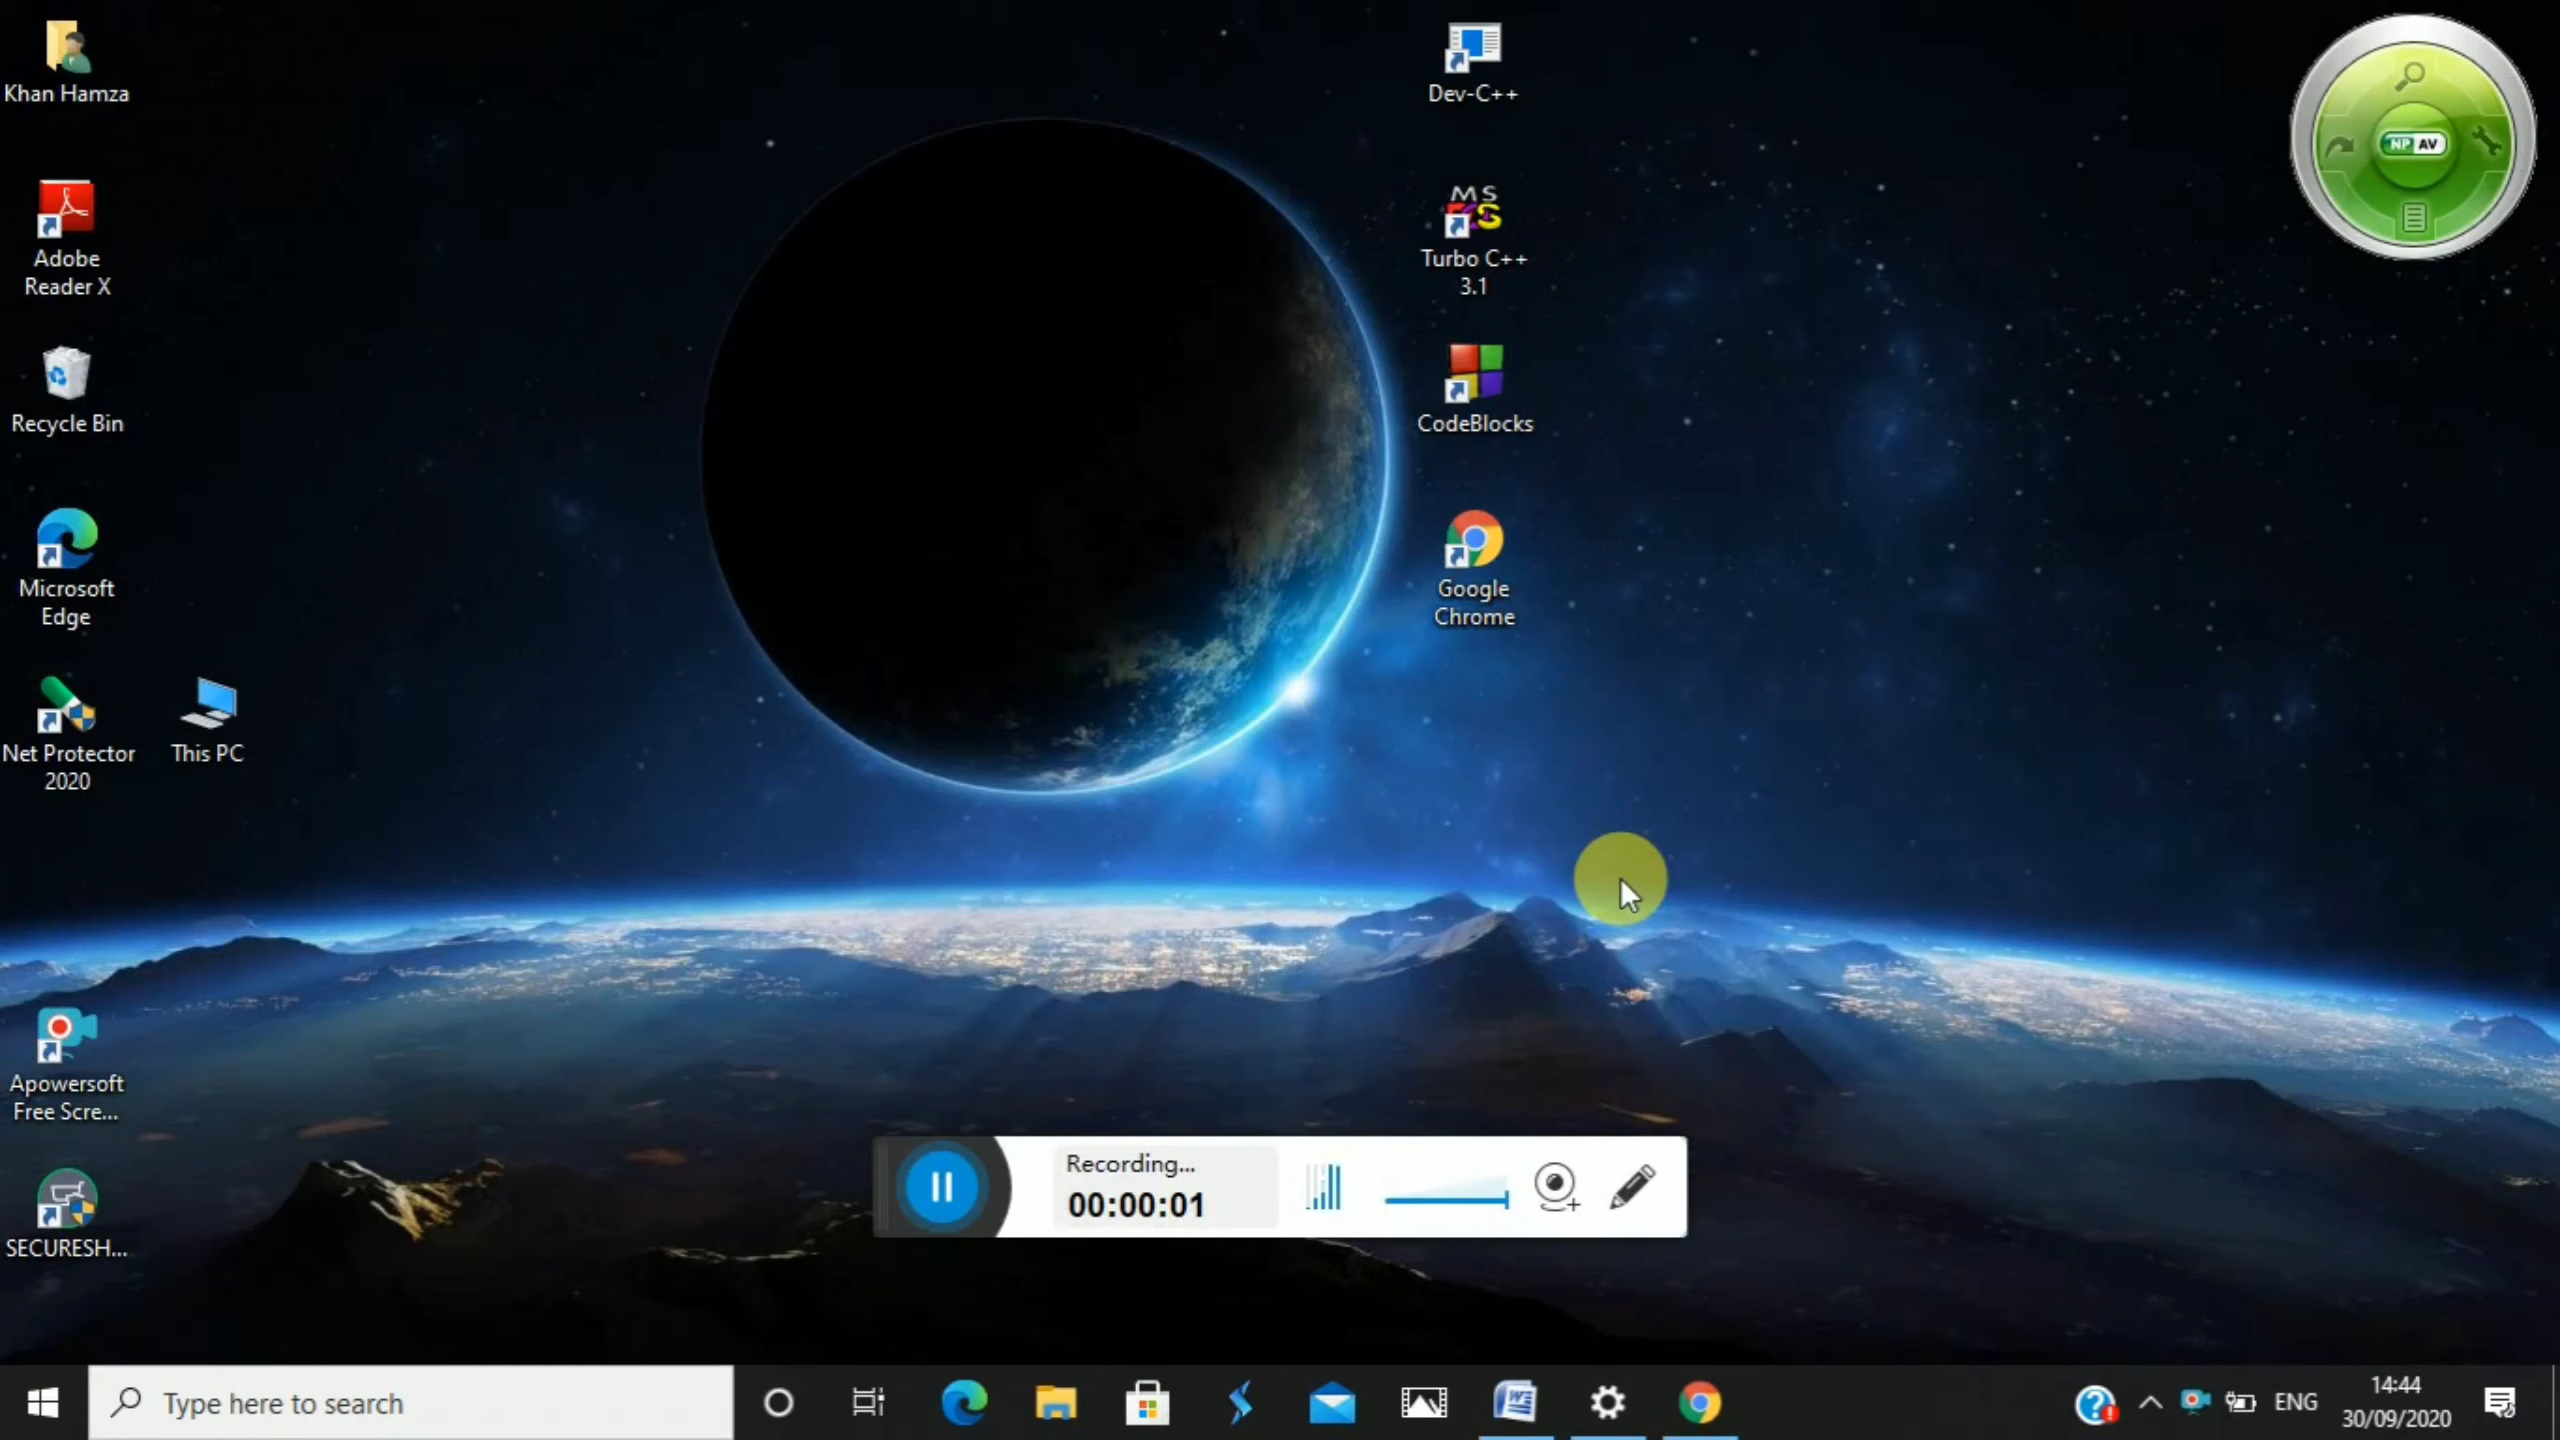 Khan Hamza
Adobe
Reader X
Recycle Bin
Microsoft
Edge
Net Protector
2020
This PC
Apowersoft
Free Scre...
SECURESH...
Dev-C++
MS
Turbo C++
3.1
CodeBlocks
Google
Chrome
NP AV
Recording...
00:00:01
Type here to search
ENG
14:44
30/09/2020